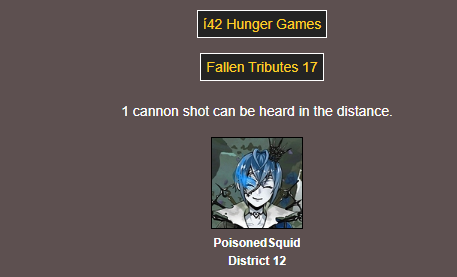 í42 Hunger Games
Fallen Tributes 17
1 cannon shot can be heard in the distance.
PoisonedSquid
District 12